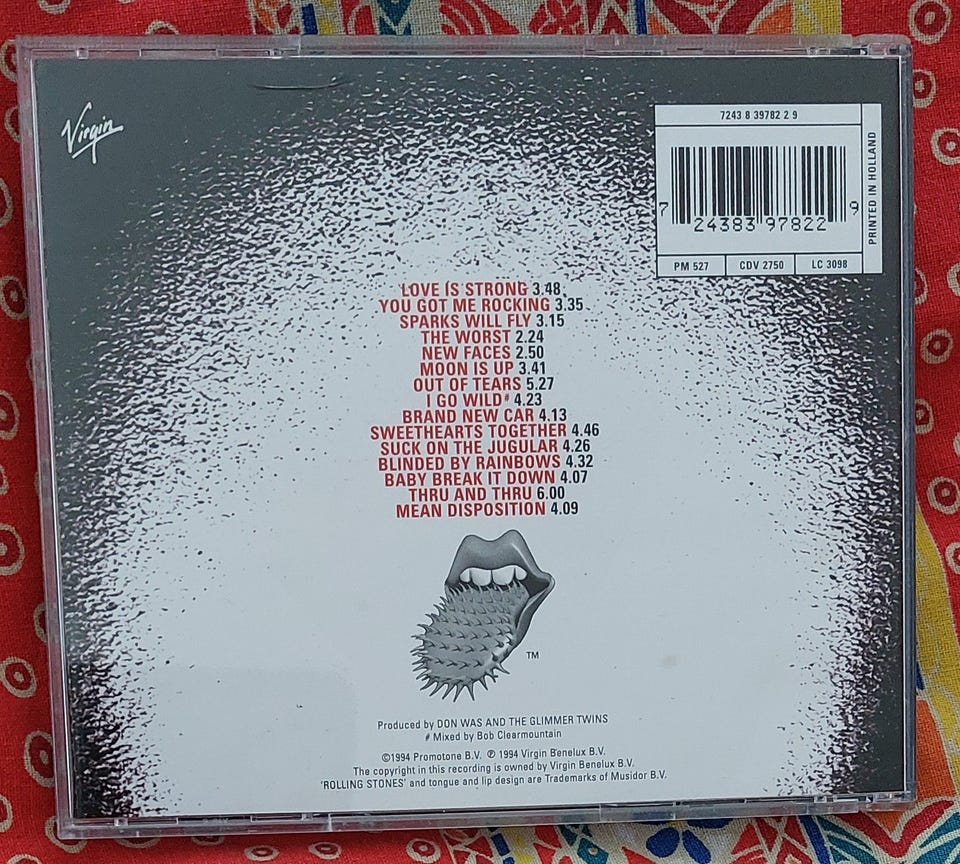 Virgin
7243 8 39782 2 9
7 24383 97822 9
PRINTED IN HOLLAND
PM 527 CDV 2750 LC 3098
LOVE IS STRONG 3.48
YOU GOT ME ROCKING 3.35
SPARKS WILL FLY 3.15
THE WORST 2.24
NEW FACES 2.50
MOON IS UP 3.41
OUT OF TEARS 5.27
I GO WILD# 4.23
BRAND NEW CAR 4.13
SWEETHEARTS TOGETHER 4.46
SUCK ON THE JUGULAR 4.26
BLINDED BY RAINBOWS 4.32
BABY BREAK IT DOWN 4.07
THRU AND THRU 6.00
MEAN DISPOSITION 4.09
TM
Produced by DON WAS AND THE GLIMMER TWINS
# Mixed by Bob Clearmountain
©1994 Promotone B.V. ℗ 1994 Virgin Benelux B.V.
The copyright in this recording is owned by Virgin Benelux B.V.
'ROLLING STONES' and tongue and lip design are Trademarks of Musidor B.V.